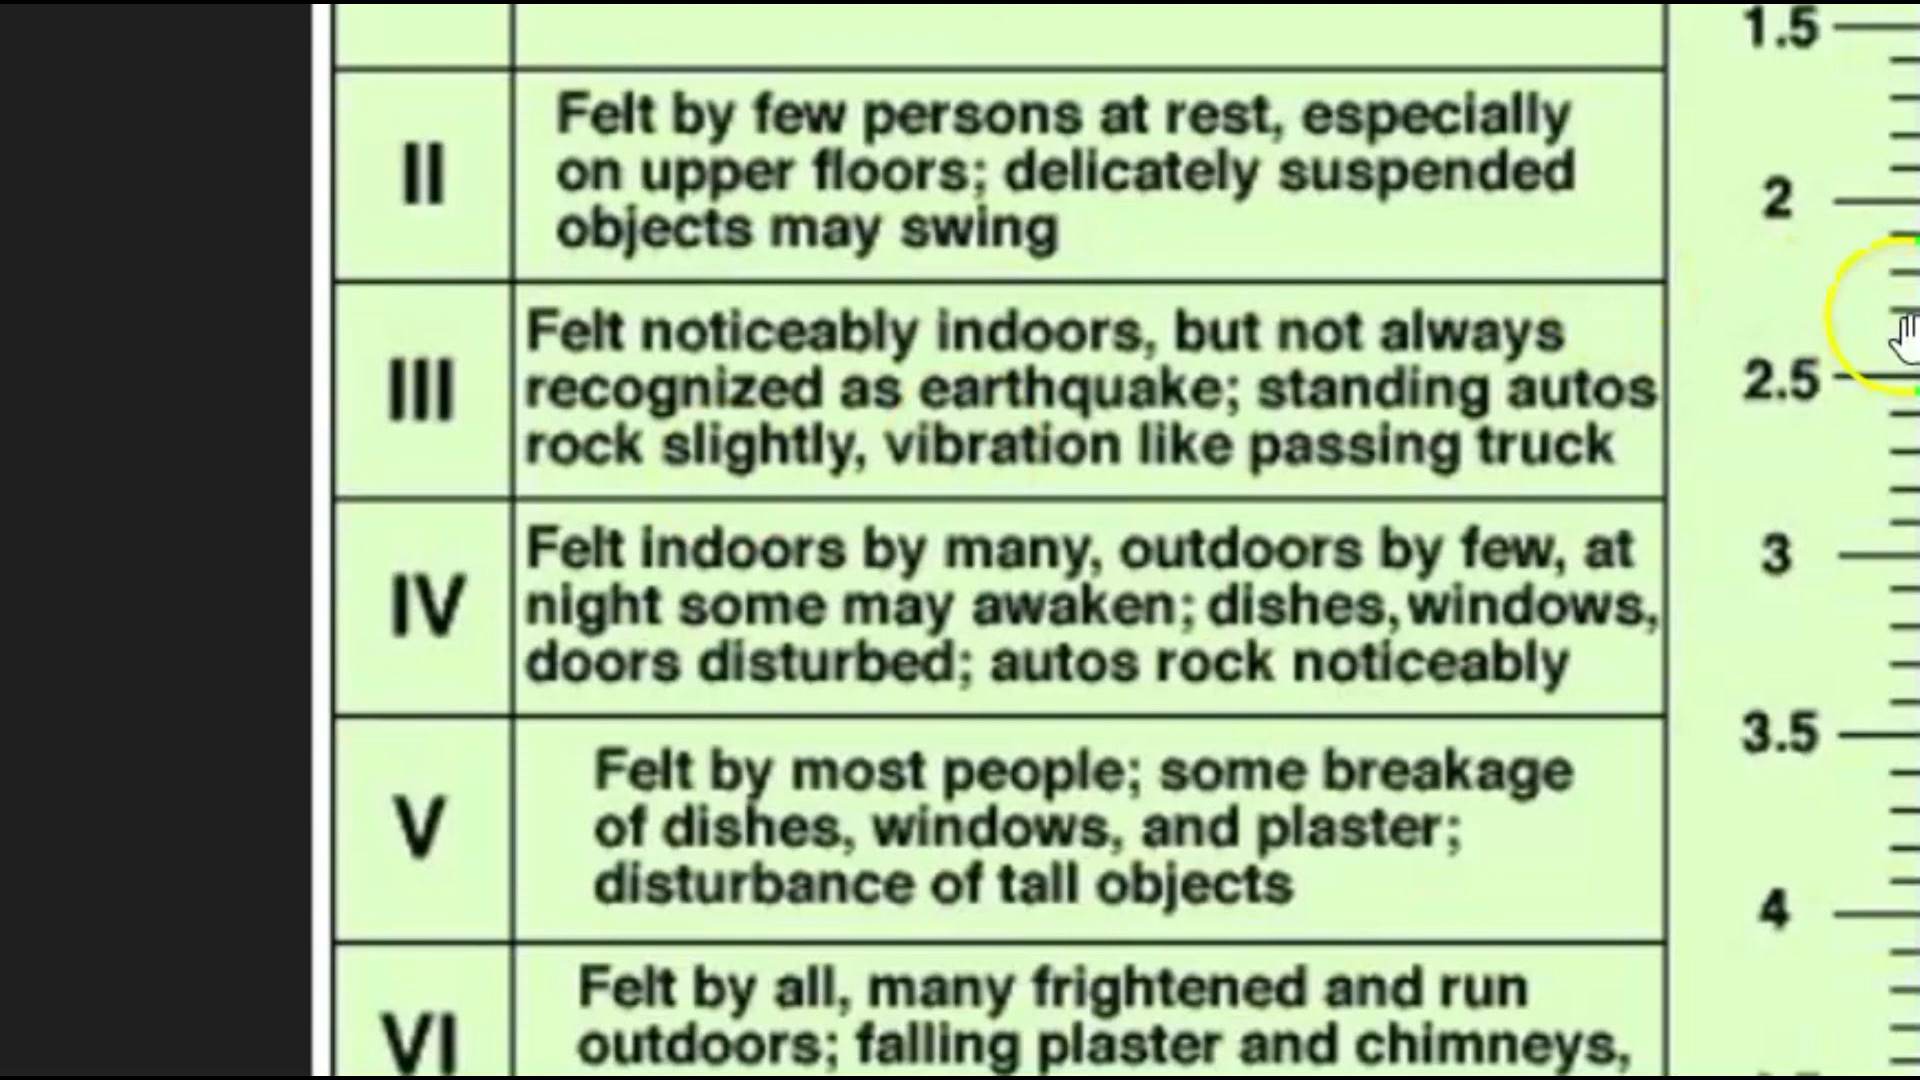 1.5
II
Felt by few persons at rest, especially
on upper floors; delicately suspended
objects may swing
2
III
Felt noticeably indoors, but not always
recognized as earthquake; standing autos
rock slightly, vibration like passing truck
2.5
IV
Felt indoors by many, outdoors by few, at
night some may awaken; dishes, windows,
doors disturbed; autos rock noticeably
3
V
Felt by most people; some breakage
of dishes, windows, and plaster;
disturbance of tall objects
3.5
4
VI
Felt by all, many frightened and run
outdoors; falling plaster and chimneys,